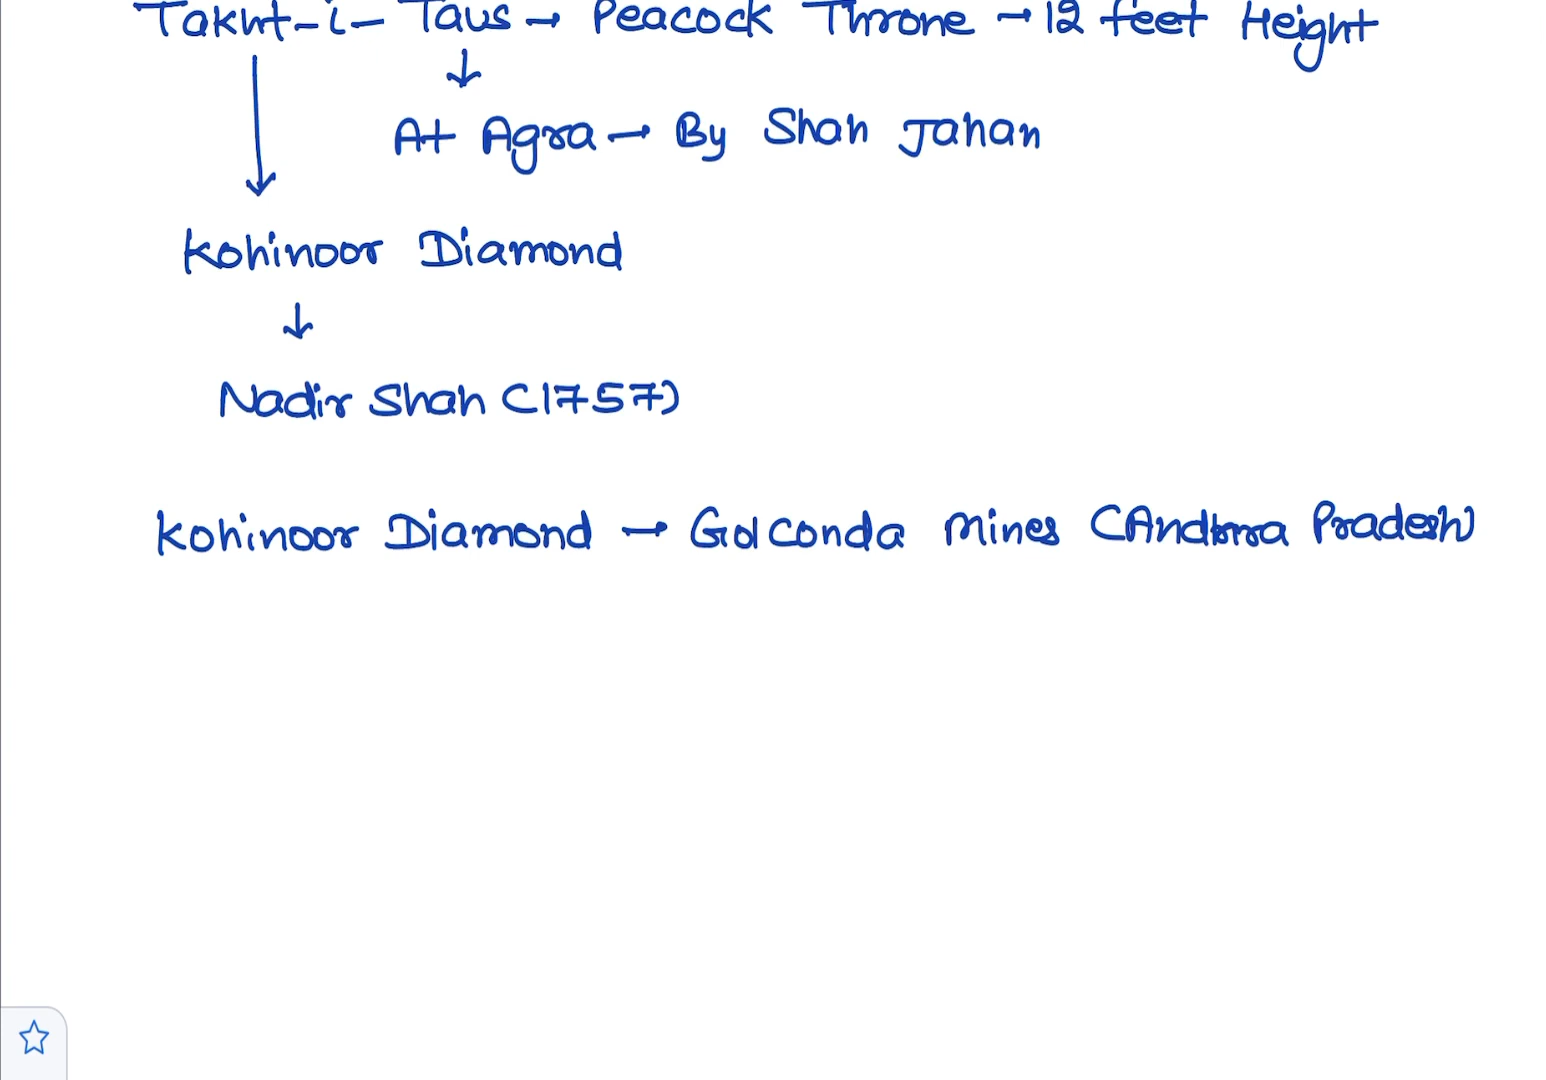 Takht-i- Taus → Peacock Throne → 12 feet Height
↓
At Agra → By Shah Jahan
↓
Kohinoor Diamond
↓
Nadir Shah (1757)
Kohinoor Diamond → Golconda Mines (Andhra Pradesh)